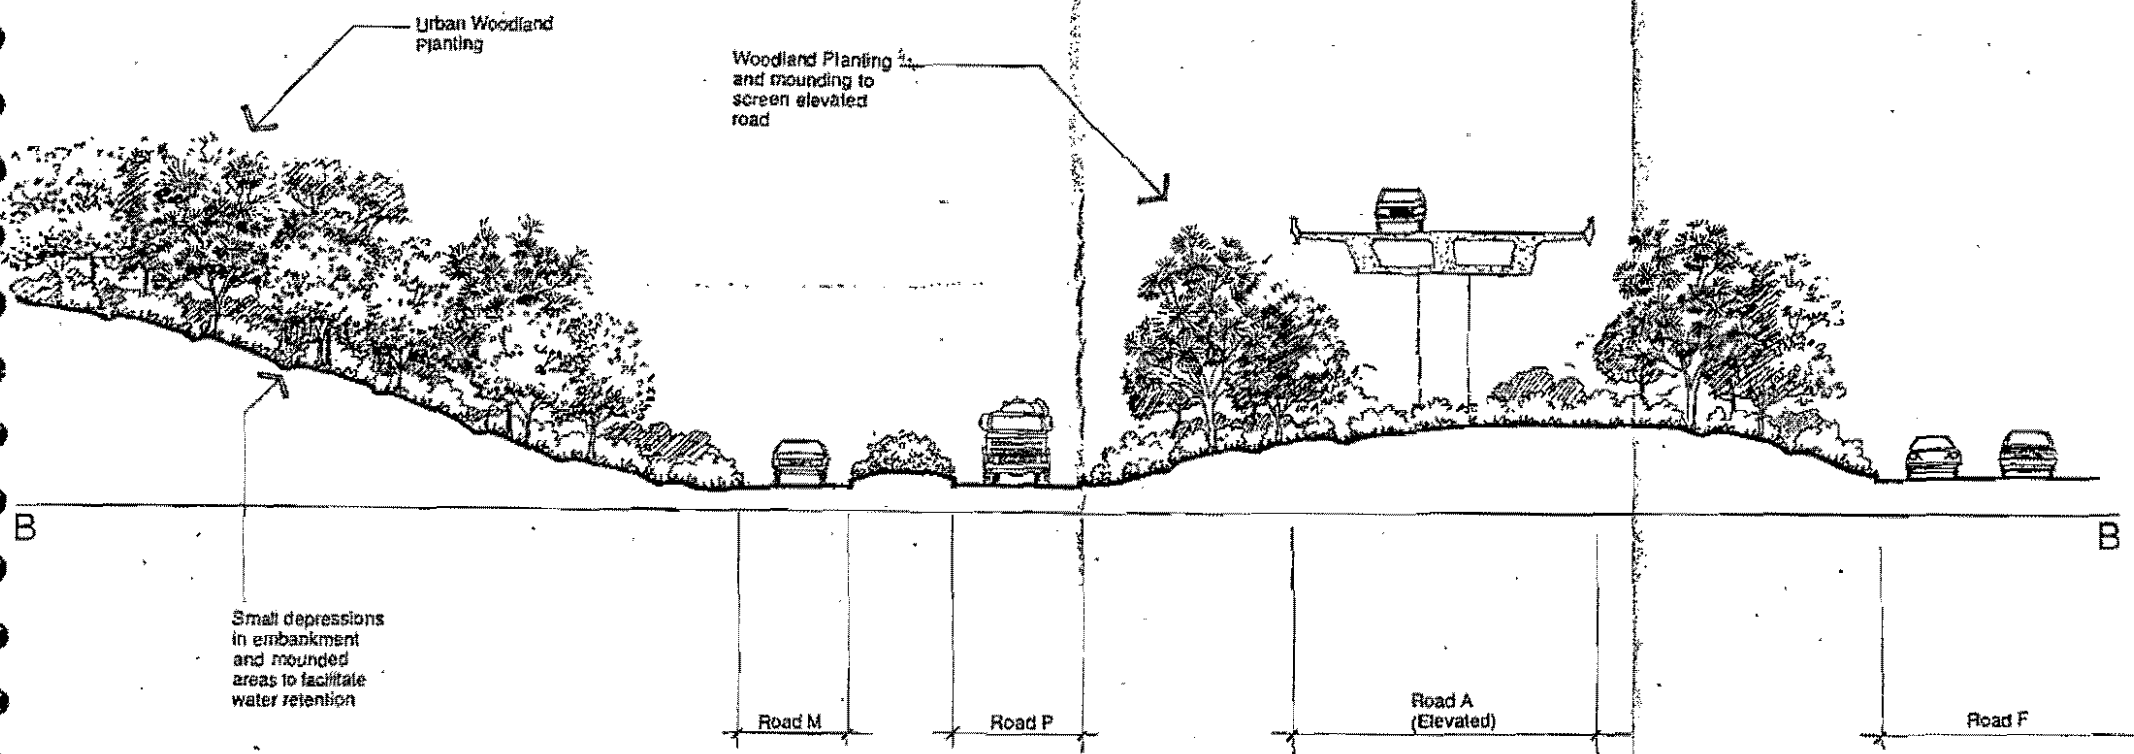 Urban Woodland
Planting
Woodland Planting
and mounding to
screen elevated
road
B
B
Small depressions
in embankment
and mounded
areas to facilitate
water retention
Road M
Road P
Road A
(Elevated)
Road F